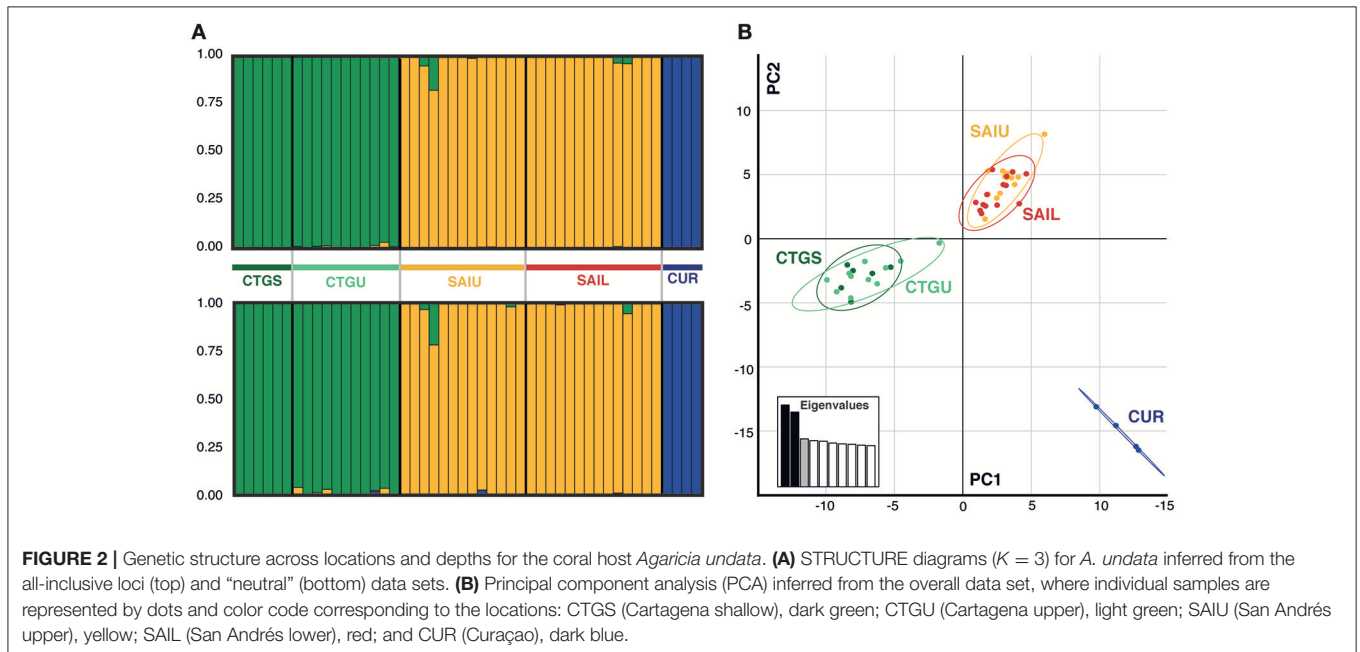 A
1.00
0.75
0.50
0.25
0.00
CTGS CTGU SAIU SAIL CUR
1.00
0.75
0.50
0.25
0.00
B
PC2
10
5
0
-5
-10
-15
SAIU
SAIL
CTGS
CTGU
CUR
Eigenvalues
PC1
-10 -5 0 5 10 -15
FIGURE 2 | Genetic structure across locations and depths for the coral host Agaricia undata. (A) STRUCTURE diagrams (K = 3) for A. undata inferred from the
all-inclusive loci (top) and “neutral” (bottom) data sets. (B) Principal component analysis (PCA) inferred from the overall data set, where individual samples are
represented by dots and color code corresponding to the locations: CTGS (Cartagena shallow), dark green; CTGU (Cartagena upper), light green; SAIU (San Andrés
upper), yellow; SAIL (San Andrés lower), red; and CUR (Curaçao), dark blue.